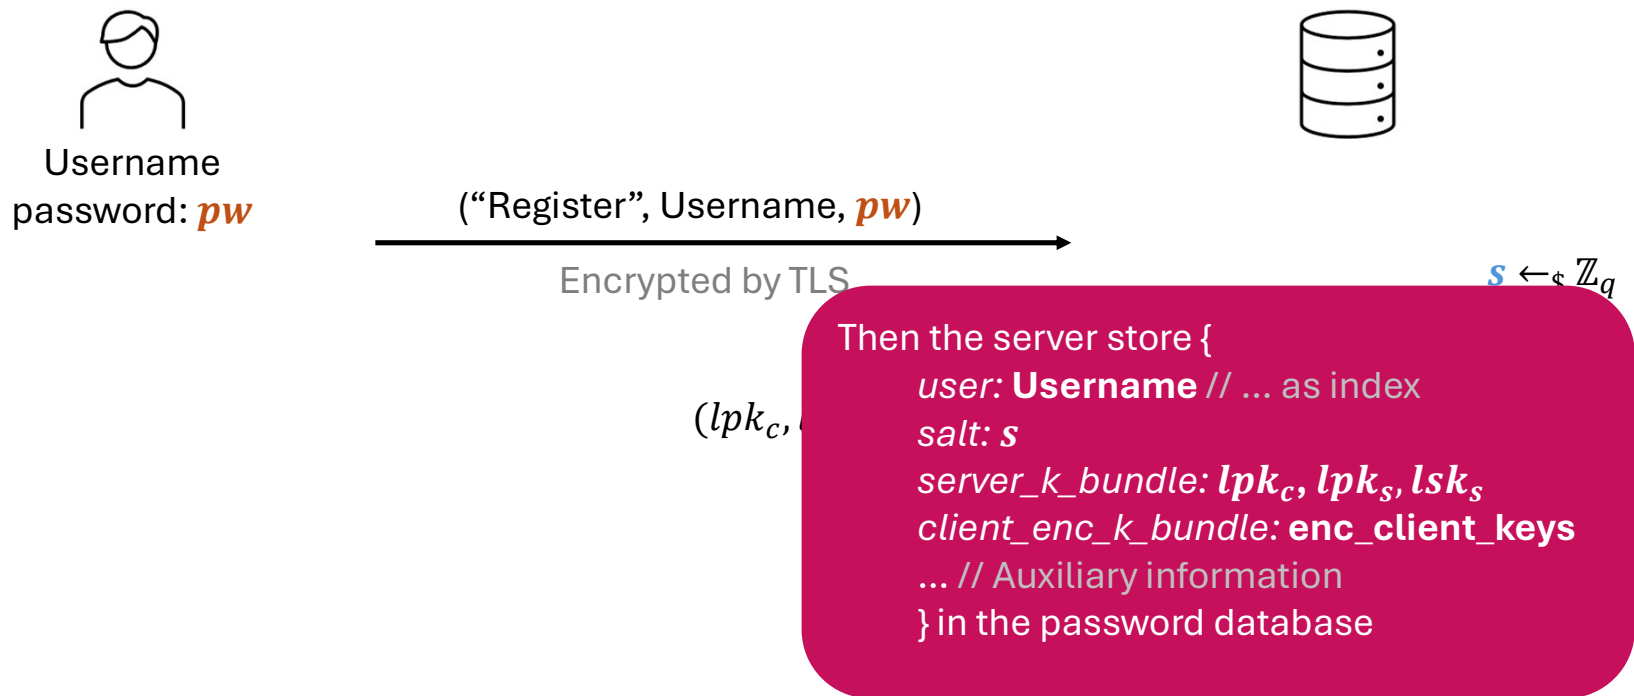 Username
password: pw
("Register", Username, pw)
Encrypted by TLS
s ←$ ℤq
(lpkc,
Then the server store {
user: Username // ... as index
salt: s
server_k_bundle: lpkc, lpks, lsks
client_enc_k_bundle: enc_client_keys
... // Auxiliary information
} in the password database